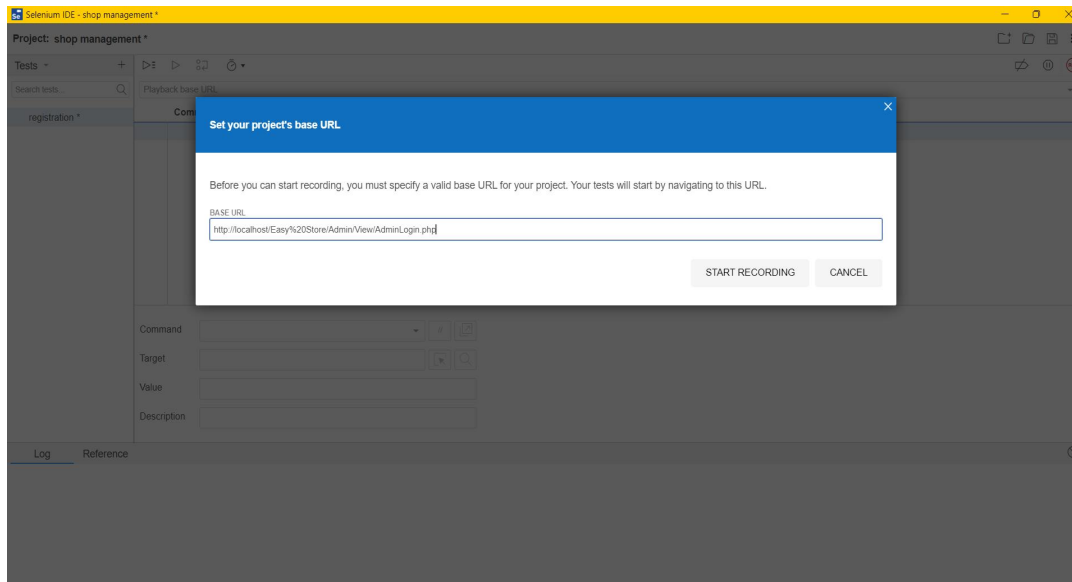 Se Selenium IDE - shop management *
Project: shop management *
Tests
Search tests...
Playback base URL
registration *
Com
Set your project's base URL
Before you can start recording, you must specify a valid base URL for your project. Your tests will start by navigating to this URL.
BASE URL
http://localhost/Easy%20Store/Admin/View/AdminLogin.php
START RECORDING CANCEL
Command
Target
Value
Description
Log Reference